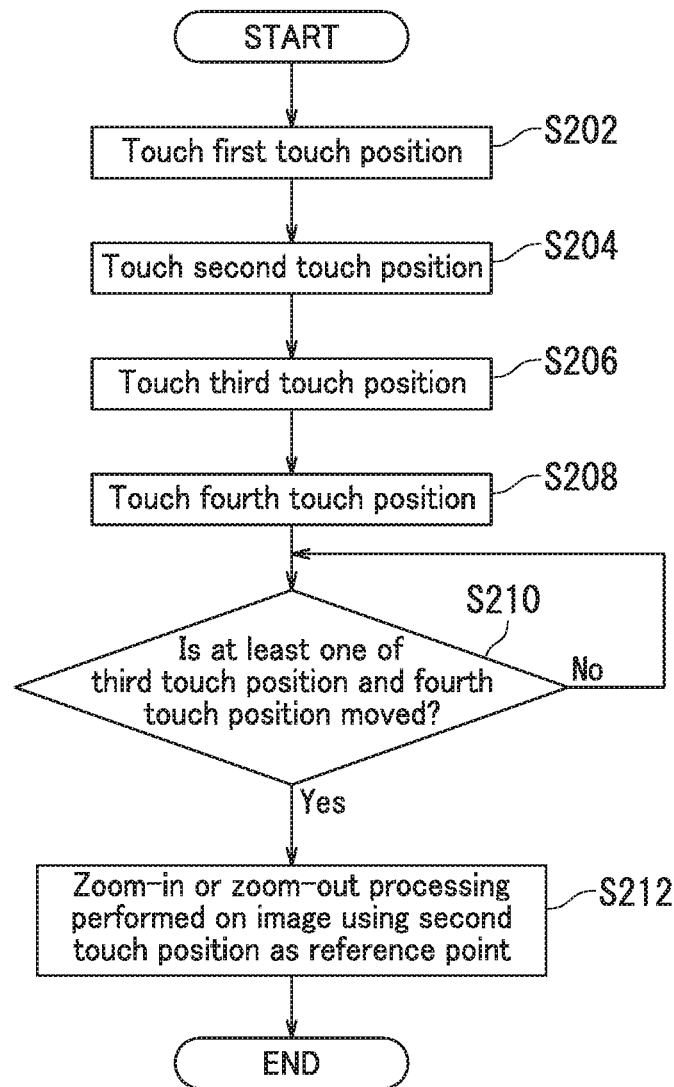 START
Touch first touch position
S202
Touch second touch position
S204
Touch third touch position
S206
Touch fourth touch position
S208
S210
Is at least one of
third touch position and fourth
touch position moved?
No
Yes
Zoom-in or zoom-out processing
performed on image using second
touch position as reference point
S212
END